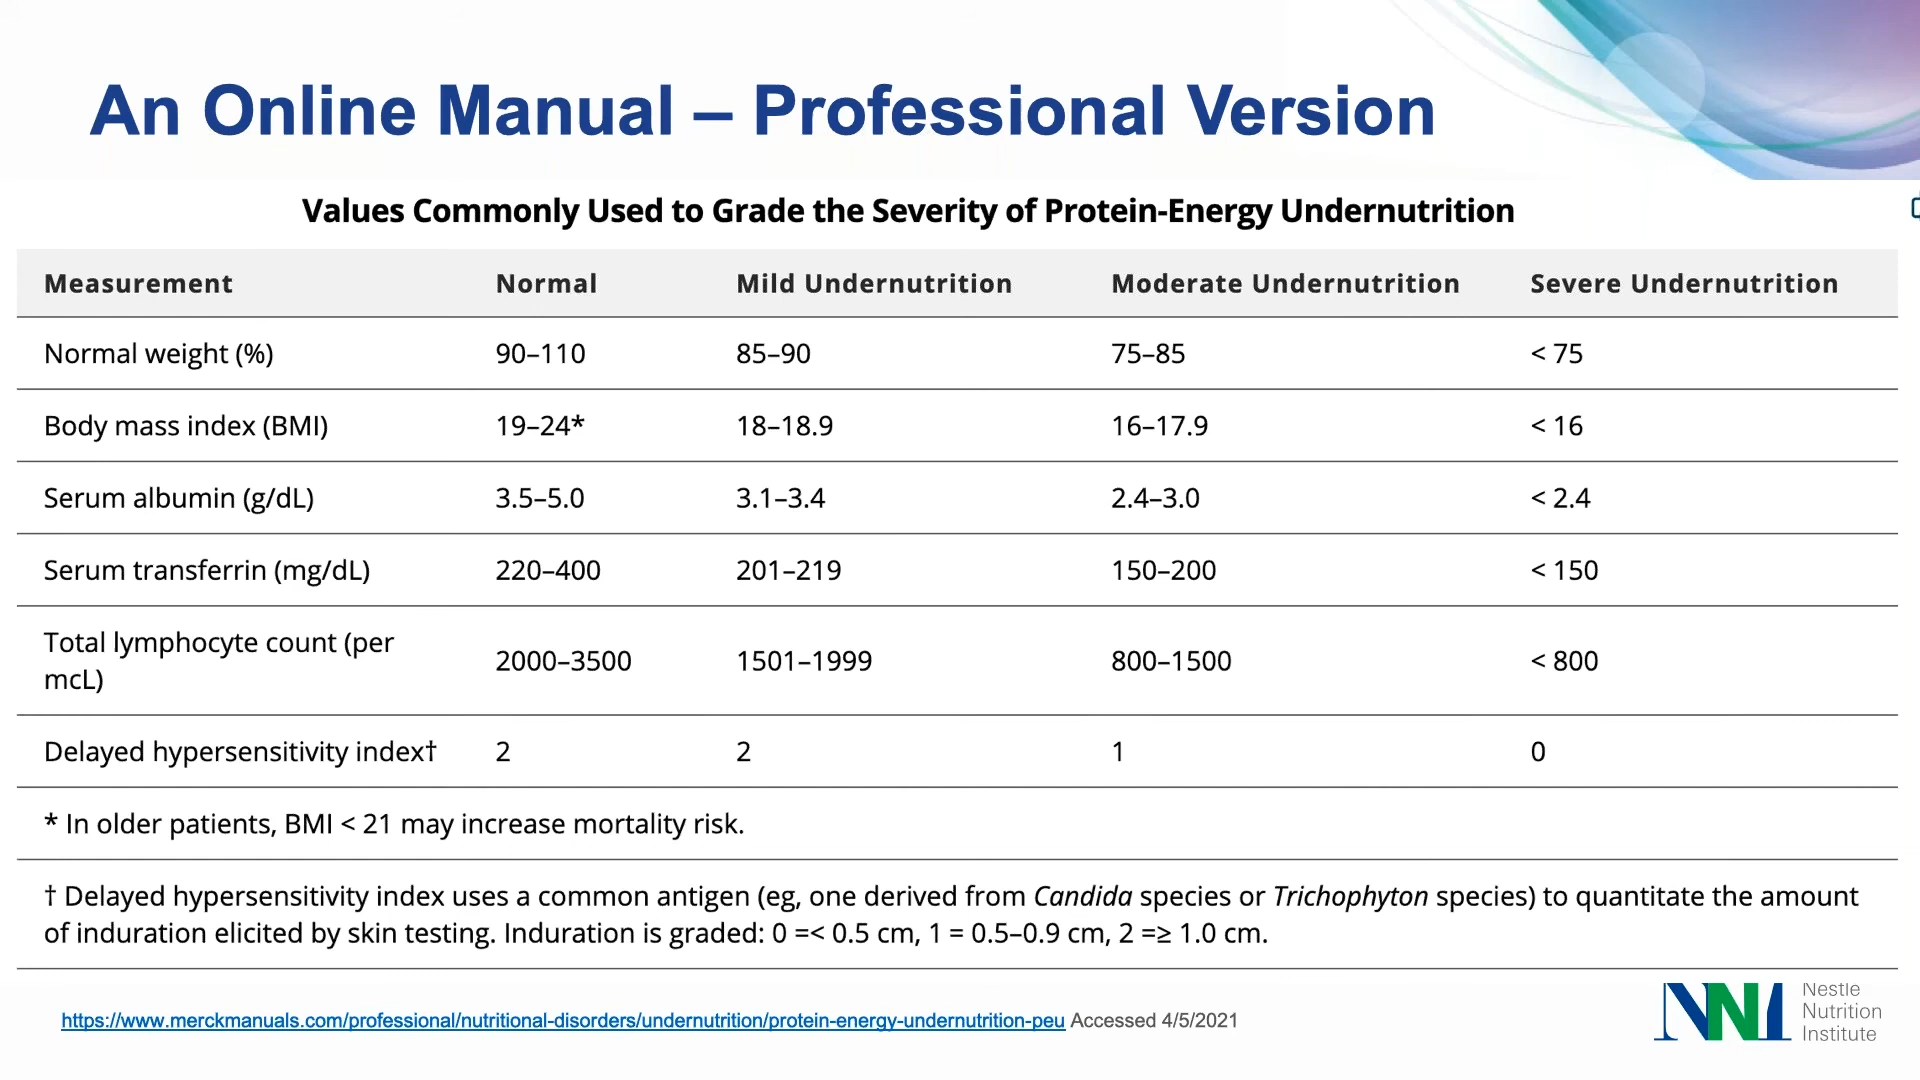 An Online Manual – Professional Version
Values Commonly Used to Grade the Severity of Protein-Energy Undernutrition
Measurement Normal Mild Undernutrition Moderate Undernutrition Severe Undernutrition
Normal weight (%) 90–110 85–90 75–85 < 75
Body mass index (BMI) 19–24* 18–18.9 16–17.9 < 16
Serum albumin (g/dL) 3.5–5.0 3.1–3.4 2.4–3.0 < 2.4
Serum transferrin (mg/dL) 220–400 201–219 150–200 < 150
Total lymphocyte count (per
mcL) 2000–3500 1501–1999 800–1500 < 800
Delayed hypersensitivity index† 2 2 1 0
* In older patients, BMI < 21 may increase mortality risk.
† Delayed hypersensitivity index uses a common antigen (eg, one derived from Candida species or Trichophyton species) to quantitate the amount
of induration elicited by skin testing. Induration is graded: 0 =< 0.5 cm, 1 = 0.5–0.9 cm, 2 =≥ 1.0 cm.
https://www.merckmanuals.com/professional/nutritional-disorders/undernutrition/protein-energy-undernutrition-peu Accessed 4/5/2021
NNI
Nestle
Nutrition
Institute